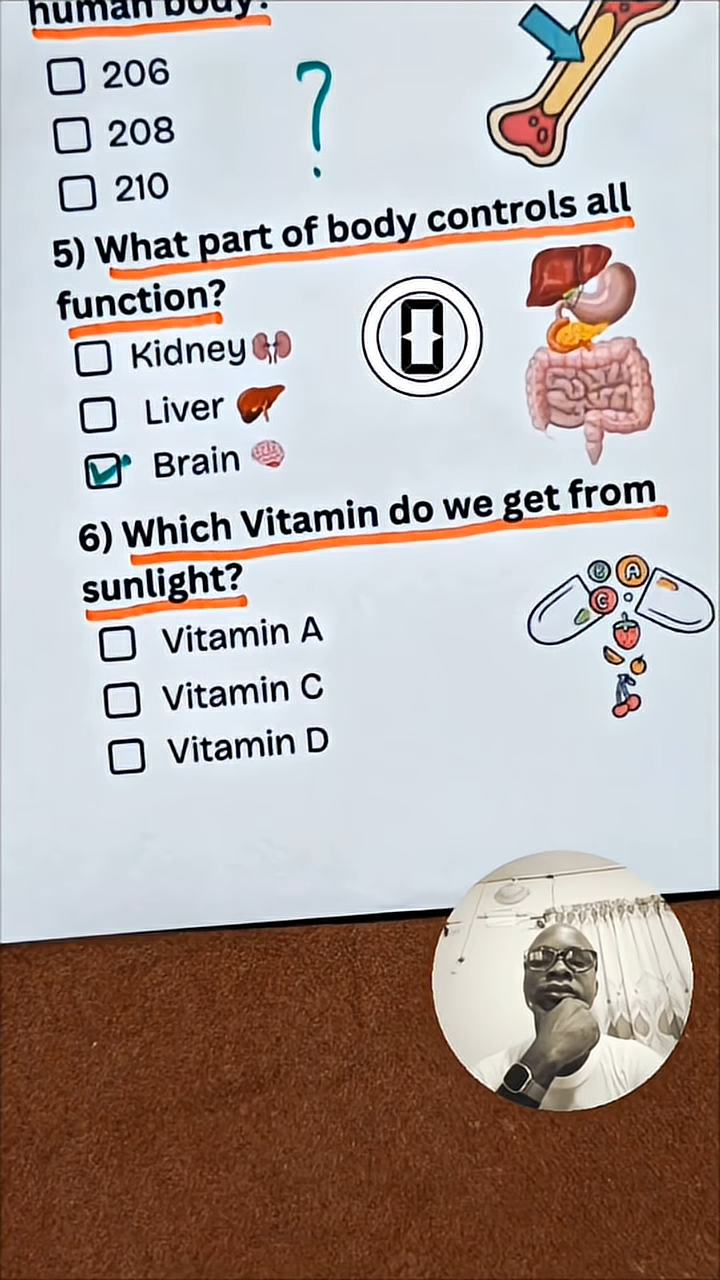 human body?
206
208
210
?
5) What part of body controls all
function?
0
Kidney
Liver
Brain
6) Which Vitamin do we get from
sunlight?
B A
C
Vitamin A
Vitamin C
Vitamin D